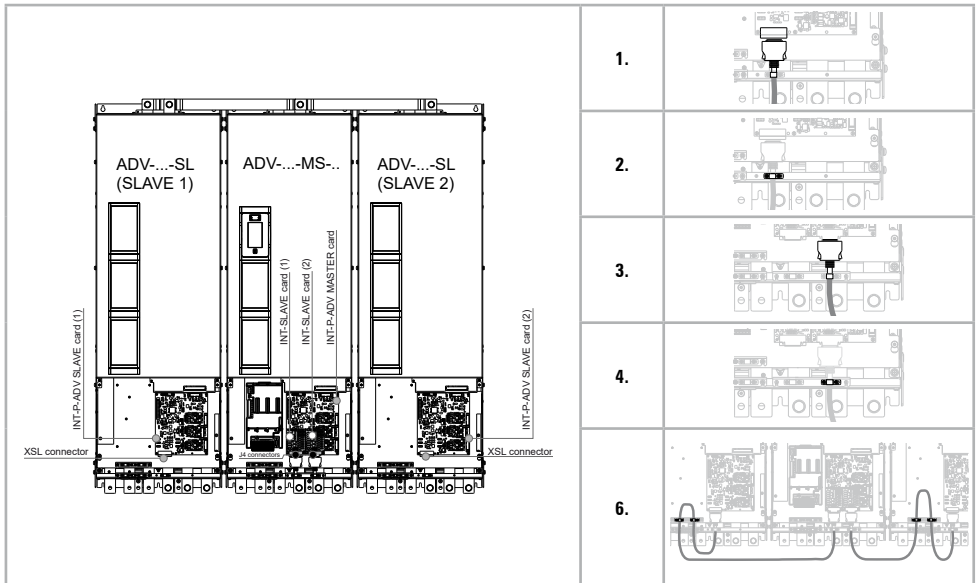 ADV-...-SL
(SLAVE 1)
ADV-...-MS-..
ADV-...-SL
(SLAVE 2)
INT-P-ADV SLAVE card (1)
INT-SLAVE card (1)
INT-SLAVE card (2)
INT-P-ADV MASTER card
INT-P-ADV SLAVE card (2)
XSL connector
J4 connectors
XSL connector
1.
2.
3.
4.
6.